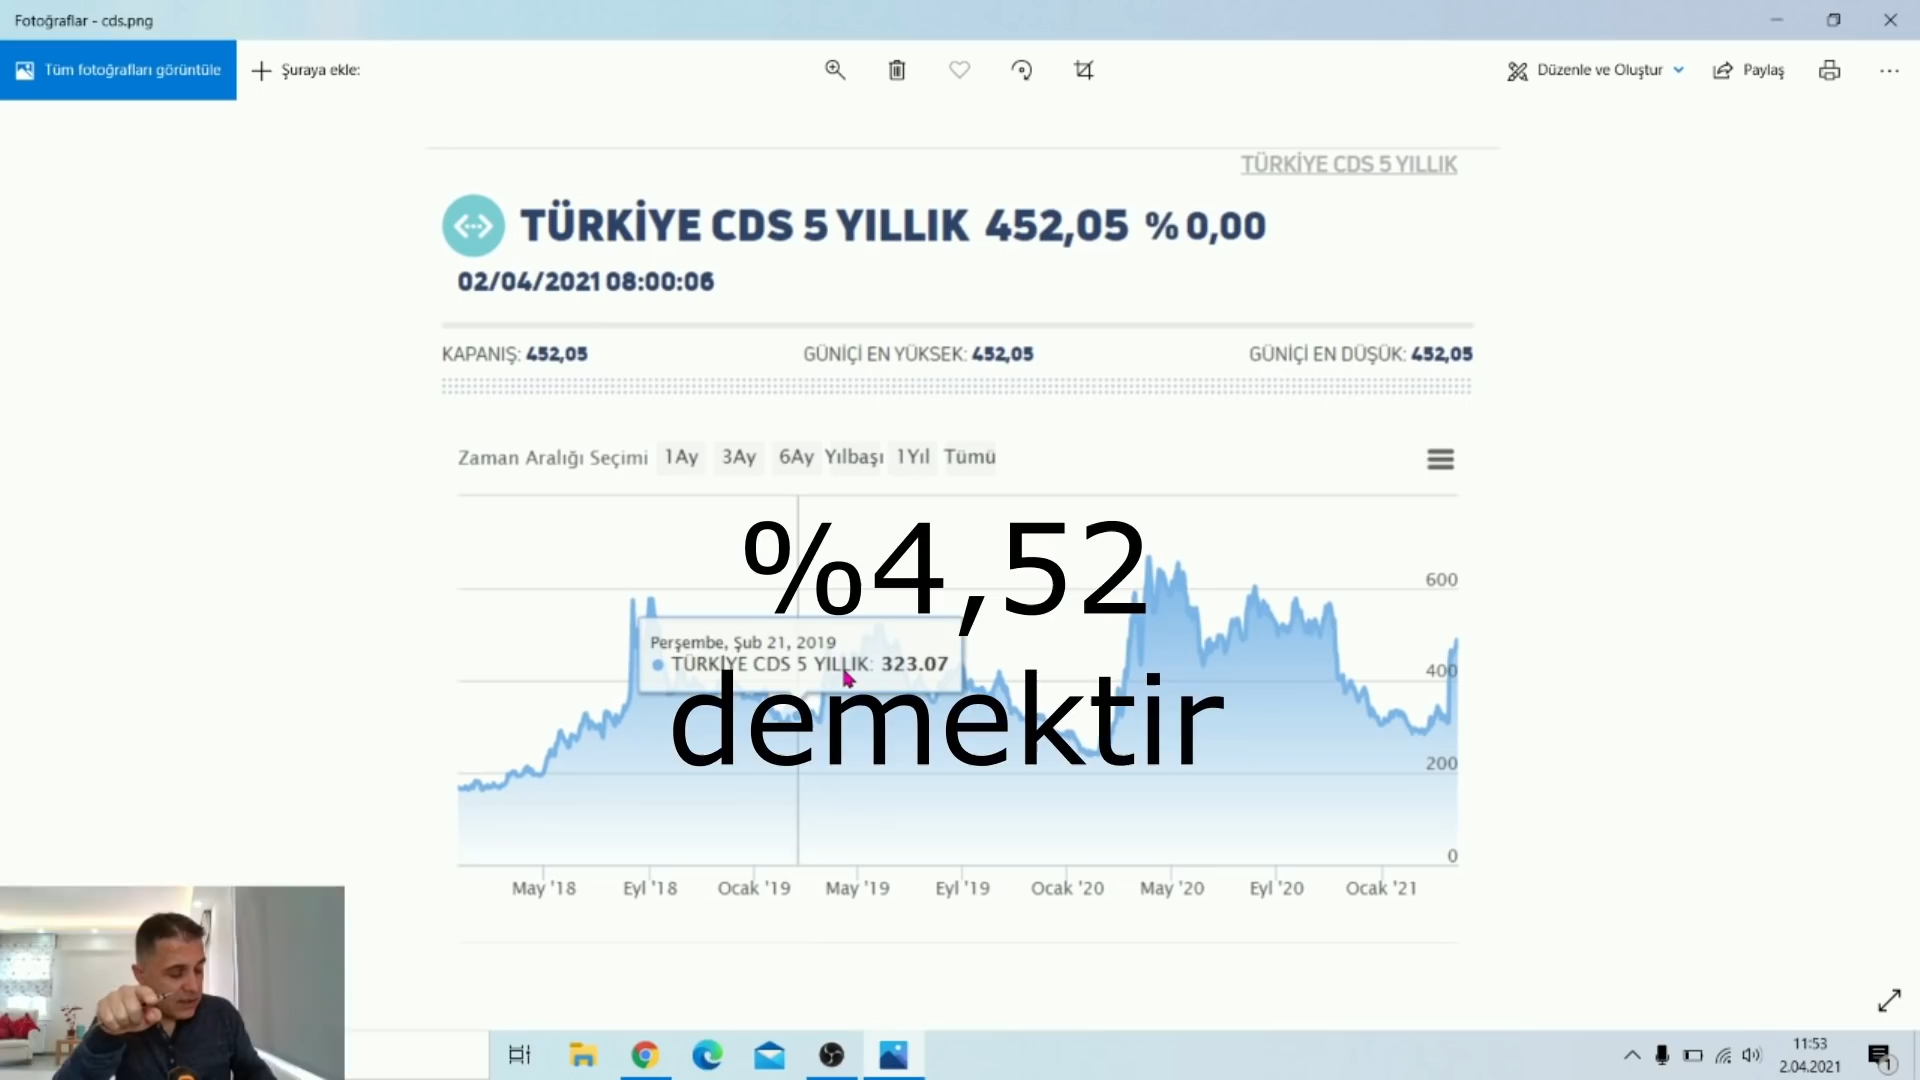 Fotoğraflar - cds.png
Tüm fotoğrafları görüntüle
Şuraya ekle:
Düzenle ve Oluştur
Paylaş
TÜRKİYE CDS 5 YILLIK
TÜRKİYE CDS 5 YILLIK 452,05 % 0,00
02/04/2021 08:00:06
KAPANIŞ: 452,05
GÜNİÇİ EN YÜKSEK: 452,05
GÜNİÇİ EN DÜŞÜK: 452,05
Zaman Aralığı Seçimi 1Ay 3Ay 6Ay Yılbaşı 1Yıl Tümü
%4,52
demektir
Perşembe, Şub 21, 2019
TÜRKİYE CDS 5 YILLIK: 323.07
600
400
200
0
May '18 Eyl '18 Ocak '19 May '19 Eyl '19 Ocak '20 May '20 Eyl '20 Ocak '21
11:53
2.04.2021
1